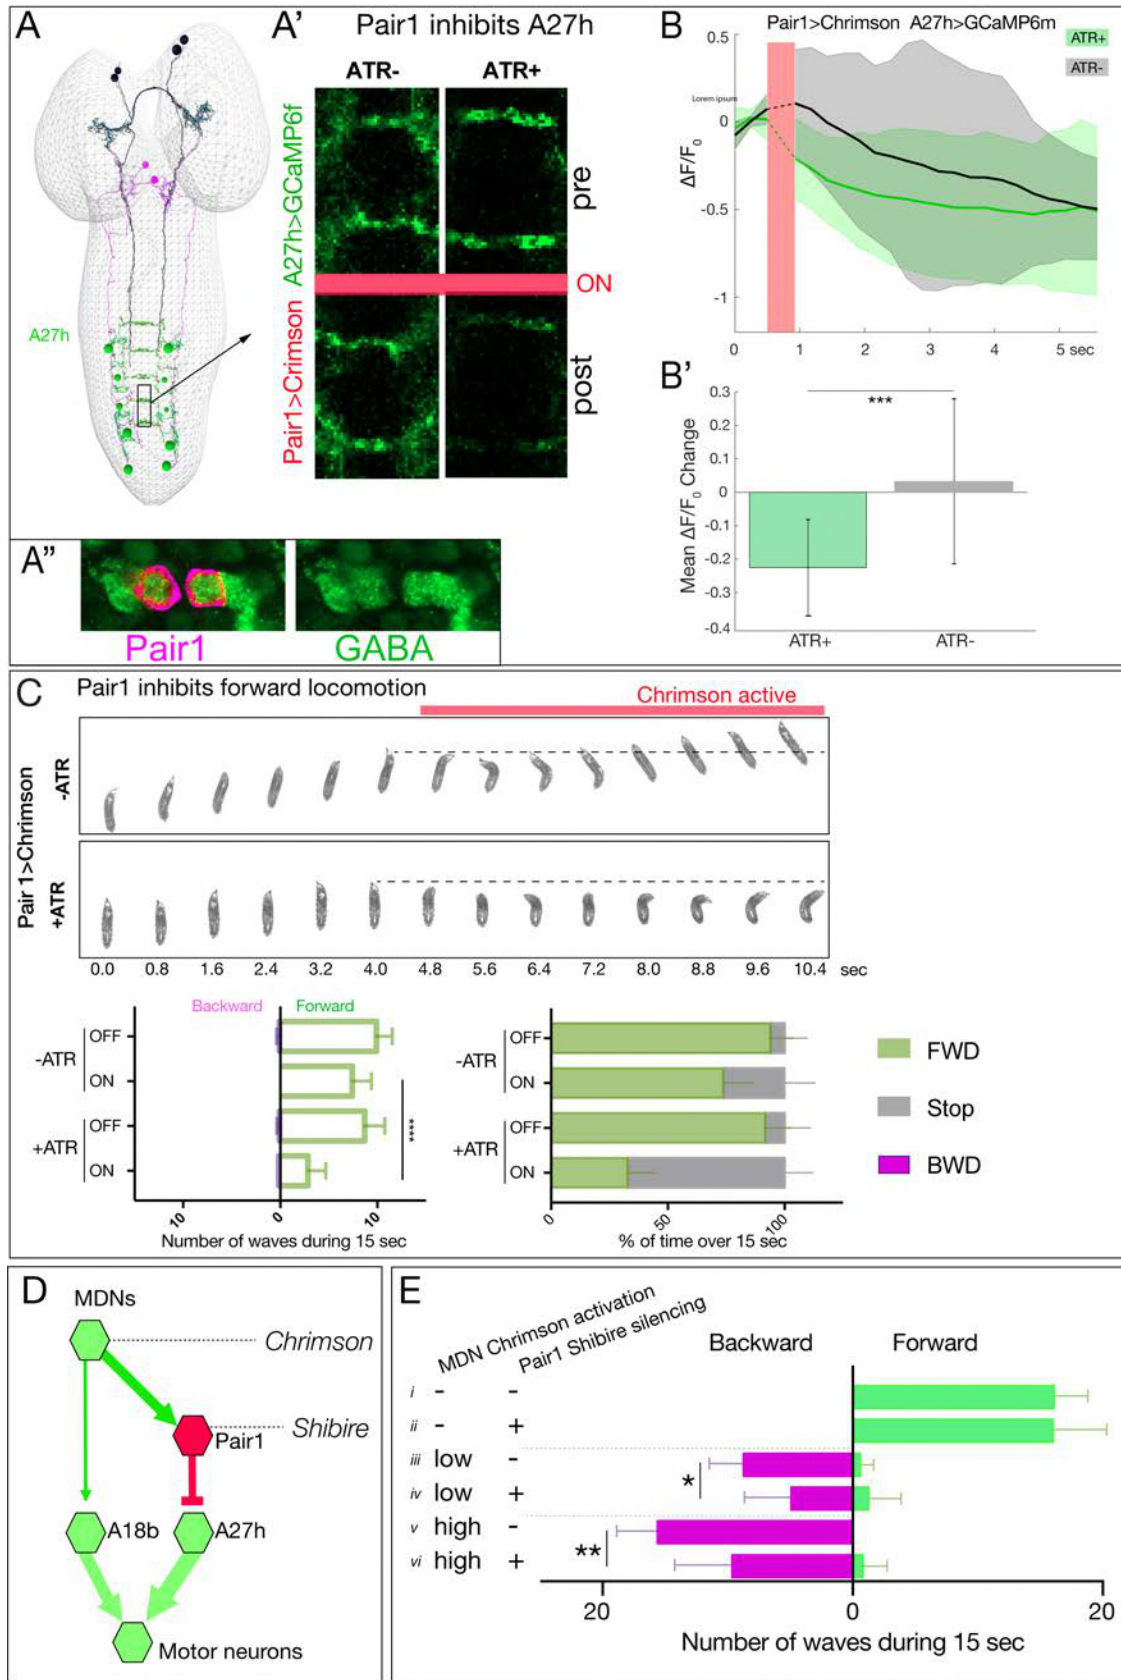 A
A27h
A'
Pair1 inhibits A27h
ATR-
ATR+
A27h>GCaMP6f
pre
ON
Pair1>Crimson
post
A"
Pair1
GABA
B
Pair1>Chrimson A27h>GCaMP6m
ATR+
ATR-
Lorem ipsum
ΔF/F0
0.5
0
-0.5
-1
0 1 2 3 4 5 sec
B'
***
Mean ΔF/F0 Change
0.3
0.2
0.1
0
-0.1
-0.2
-0.3
-0.4
ATR+ ATR-
C
Pair1 inhibits forward locomotion
Chrimson active
Pair 1>Chrimson
-ATR
+ATR
0.0 0.8 1.6 2.4 3.2 4.0 4.8 5.6 6.4 7.2 8.0 8.8 9.6 10.4 sec
Backward Forward
-ATR
OFF
ON
+ATR
OFF
ON
****
10 0 10
Number of waves during 15 sec
-ATR
OFF
ON
+ATR
OFF
ON
0 50 100
% of time over 15 sec
FWD
Stop
BWD
D
MDNs
Chrimson
Shibire
Pair1
A18b
A27h
Motor neurons
E
MDN Chrimson activation
Pair1 Shibire silencing
Backward Forward
i - -
ii - +
iii low -
iv low +
v high -
vi high +
*
**
20 0 20
Number of waves during 15 sec